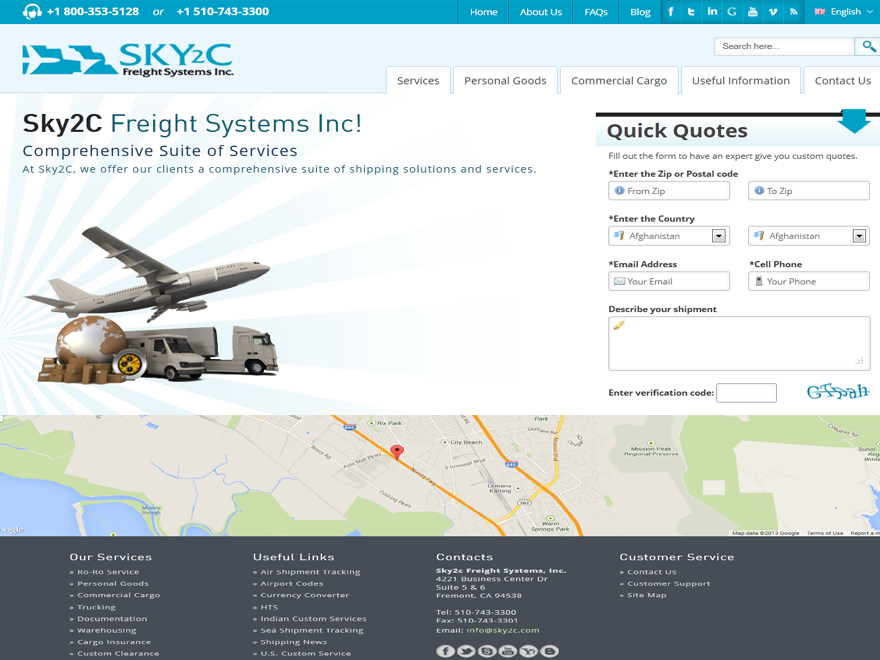 +1 800-353-5128 or +1 510-743-3300
Home About Us FAQs Blog English
SKY2C
Freight Systems Inc.
Search here...
Services Personal Goods Commercial Cargo Useful Information Contact Us
Sky2C Freight Systems Inc!
Comprehensive Suite of Services
At Sky2C, we offer our clients a comprehensive suite of shipping solutions and services.
Quick Quotes
Fill out the form to have an expert give you custom quotes.
*Enter the Zip or Postal code
From Zip To Zip
*Enter the Country
Afghanistan Afghanistan
*Email Address *Cell Phone
Your Email Your Phone
Describe your shipment
Enter verification code:
Rix Park
Park
City Beach
Auto Mall Pkwy
Mission Peak
Regional Preserve
LeMans
Karting
262
680
Warm
Springs Park
Map data ©2013 Google Terms of Use Report a m
Our Services
» Ro-Ro Service
» Personal Goods
» Commercial Cargo
» Trucking
» Documentation
» Warehousing
» Cargo Insurance
» Custom Clearance
Useful Links
» Air Shipment Tracking
» Airport Codes
» Currency Converter
» HTS
» Indian Custom Services
» Sea Shipment Tracking
» Shipping News
» U.S. Custom Service
Contacts
Sky2c Freight Systems, Inc.
4221 Business Center Dr
Suite 5 & 6
Fremont, CA 94538
Tel: 510-743-3300
Fax: 510-743-3301
Email: info@sky2c.com
Customer Service
» Contact Us
» Customer Support
» Site Map